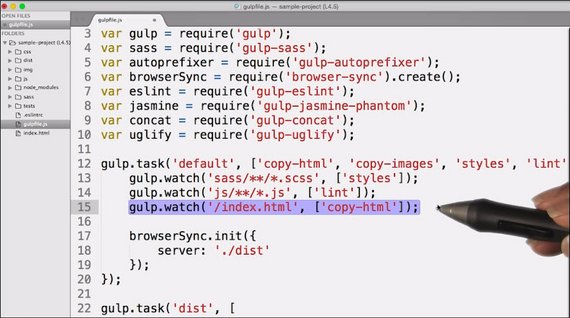 gulpfile.js — sample-project (L4.5)
OPEN FILES
gulpfile.js
FOLDERS
sample-project (L4.5)
css
dist
img
js
node_modules
sass
tests
.eslintrc
gulpfile.js
index.html
gulpfile.js
3 var gulp = require('gulp');
4 var sass = require('gulp-sass');
5 var autoprefixer = require('gulp-autoprefixer');
6 var browserSync = require('browser-sync').create();
7 var eslint = require('gulp-eslint');
8 var jasmine = require('gulp-jasmine-phantom');
9 var concat = require('gulp-concat');
10 var uglify = require('gulp-uglify');
11
12 gulp.task('default', ['copy-html', 'copy-images', 'styles', 'lint'
13 gulp.watch('sass/**/*.scss', ['styles']);
14 gulp.watch('js/**/*.js', ['lint']);
15 gulp.watch('/index.html', ['copy-html']);
16
17 browserSync.init({
18 server: './dist'
19 });
20 });
21
22 gulp.task('dist', [